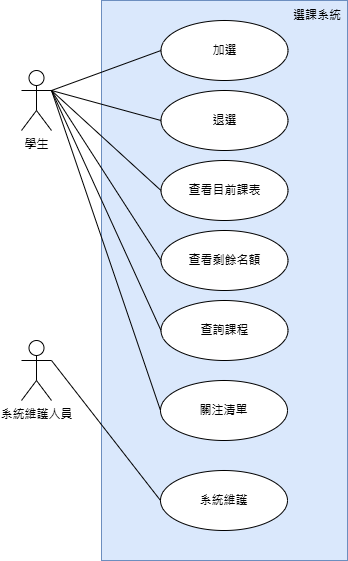 選課系統
加選
學生
退選
查看目前課表
查看剩餘名額
查詢課程
關注清單
系統維護人員
系統維護